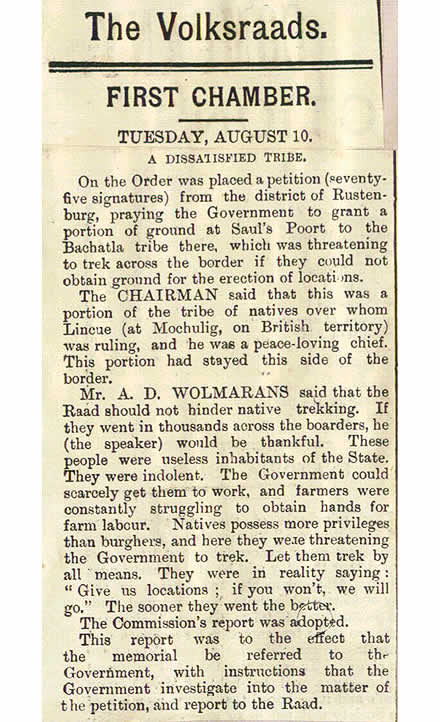 The Volksraads.
FIRST CHAMBER.
TUESDAY, AUGUST 10.
A DISSATISFIED TRIBE.
On the Order was placed a petition (seventy-
five signatures) from the district of Rusten-
burg, praying the Government to grant a
portion of ground at Saul's Poort to the
Bachatla tribe there, which was threatening
to trek across the border if they could not
obtain ground for the erection of locations.
The CHAIRMAN said that this was a
portion of the tribe of natives over whom
Lincue (at Mochulig, on British territory)
was ruling, and he was a peace-loving chief.
This portion had stayed this side of the
border.
Mr. A. D. WOLMARANS said that the
Raad should not hinder native trekking. If
they went in thousands across the boarders, he
(the speaker) would be thankful. These
people were useless inhabitants of the State.
They were indolent. The Government could
scarcely get them to work, and farmers were
constantly struggling to obtain hands for
farm labour. Natives possess more privileges
than burghers, and here they were threatening
the Government to trek. Let them trek by
all means. They were in reality saying :
" Give us locations ; if you won't, we will
go." The sooner they went the better.
The Commission's report was adopted.
This report was to the effect that
the memorial be referred to the
Government, with instructions that the
Government investigate into the matter of
the petition, and report to the Raad.